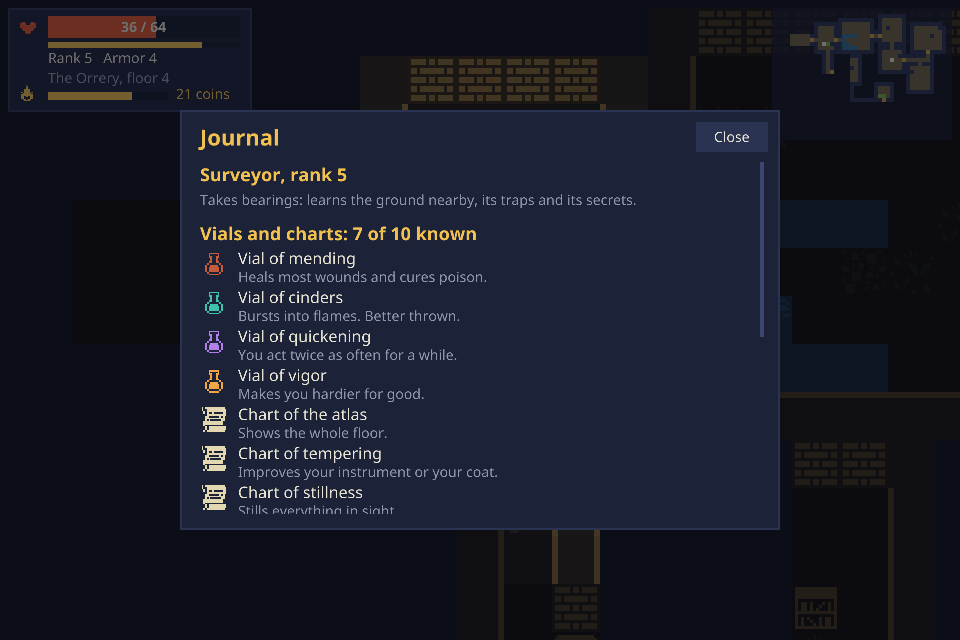 36 / 64
Rank 5 Armor 4
The Orrery, floor 4
21 coins
Journal
Close
Surveyor, rank 5
Takes bearings: learns the ground nearby, its traps and its secrets.
Vials and charts: 7 of 10 known
Vial of mending
Heals most wounds and cures poison.
Vial of cinders
Bursts into flames. Better thrown.
Vial of quickening
You act twice as often for a while.
Vial of vigor
Makes you hardier for good.
Chart of the atlas
Shows the whole floor.
Chart of tempering
Improves your instrument or your coat.
Chart of stillness
Stills everything in sight